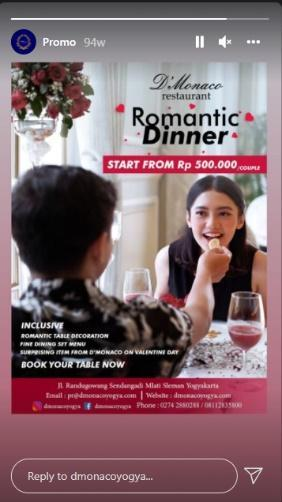 Promo 94w
D'Monaco
restaurant
Romantic
Dinner
START FROM Rp 500.000/COUPLE
INCLUSIVE
ROMANTIC TABLE DECORATION
FINE DINING SET MENU
SURPRISING ITEM FROM D'MONACO ON VALENTINE DAY
BOOK YOUR TABLE NOW
Jl. Randugowang Sendangadi Mlati Sleman Yogyakarta
Email : pr@dmonacoyogya.com | Website : dmonacoyogya.com
dmonacoyogya dmonacoyogya Phone : 0274 2880288 / 08112835800
Reply to dmonacoyogya...